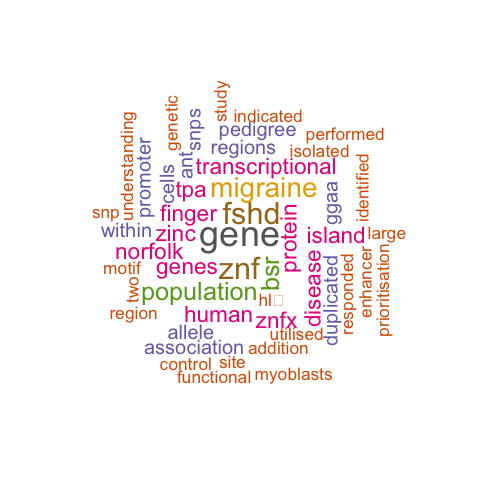 study
genetic
snps
indicated
understanding
promoter
pedigree
performed
regions
isolated
ant
cells
transcriptional
identified
tpa
migraine
ggaa
snp
finger
fshd
protein
within
zinc
gene
island
large
norfolk
motif
genes
znf
bsr
disease
duplicated
responded
enhancer
prioritisation
two
population
hl
region
human
znfx
utilised
allele
association
addition
control
site
functional
myoblasts